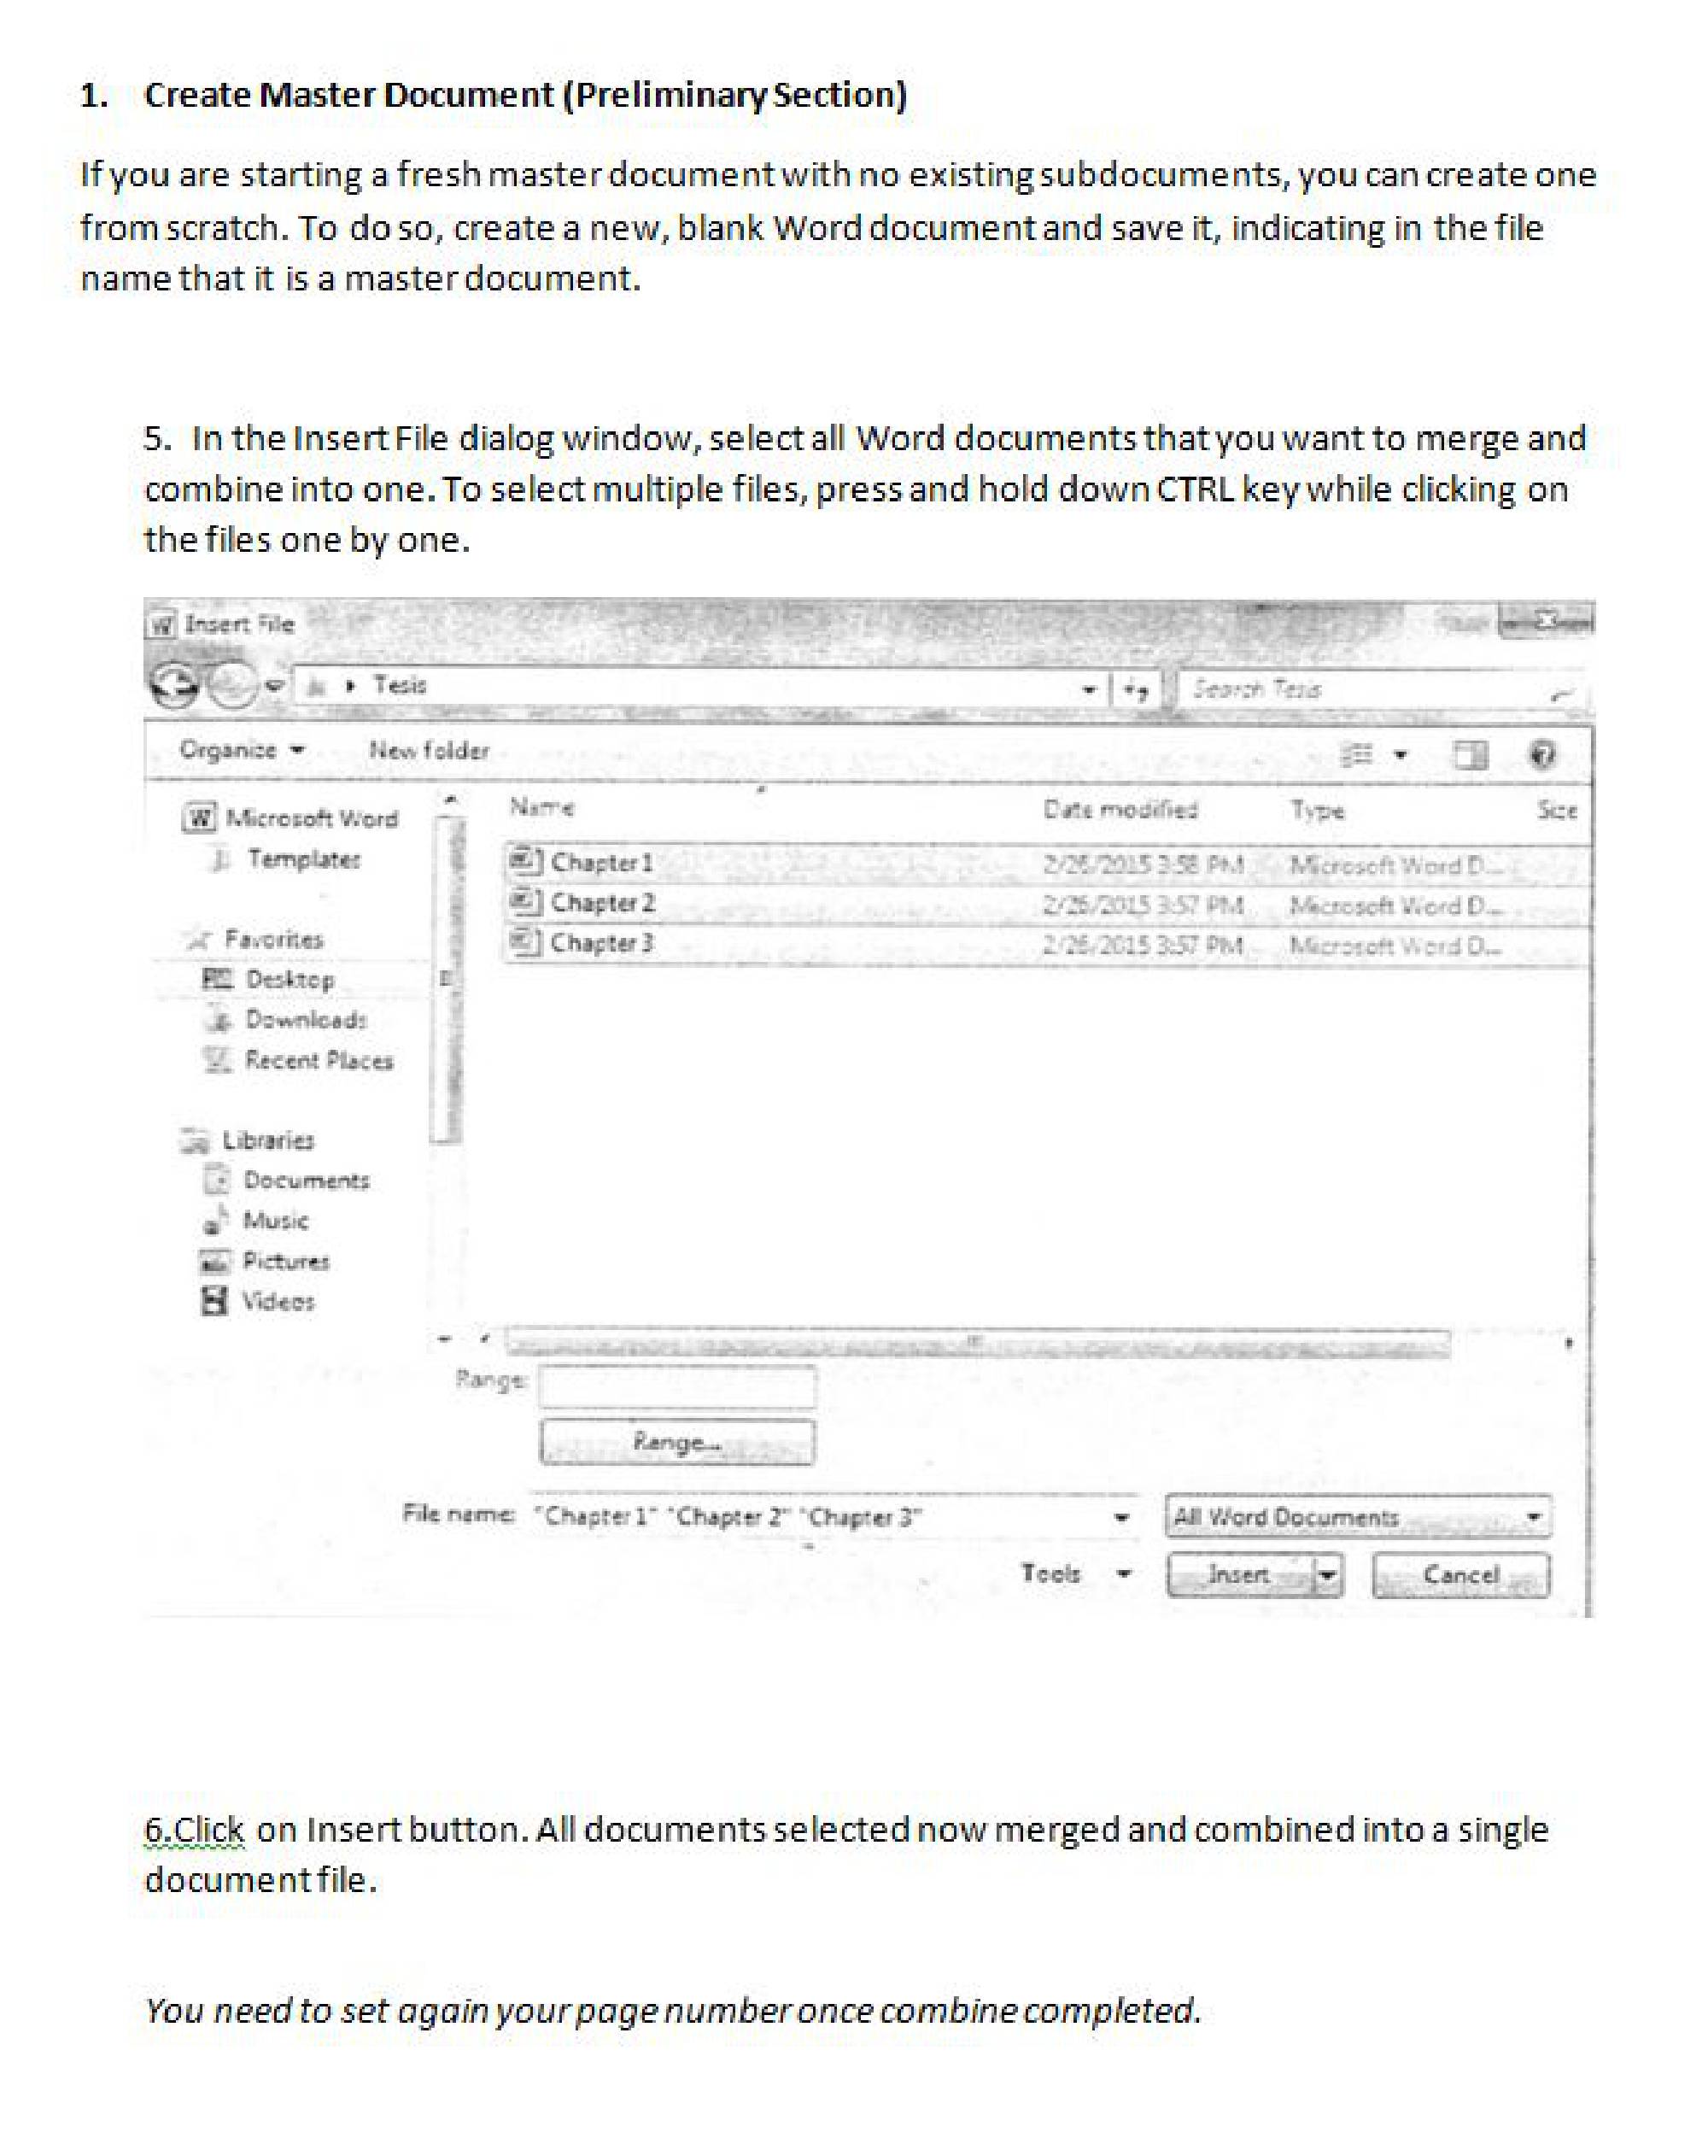 1. Create Master Document (Preliminary Section)
If you are starting a fresh master document with no existing subdocuments, you can create one
from scratch. To do so, create a new, blank Word document and save it, indicating in the file
name that it is a master document.
5. In the Insert File dialog window, select all Word documents that you want to merge and
combine into one. To select multiple files, press and hold down CTRL key while clicking on
the files one by one.
Insert File
Tesis
Search Tesis
Organize New folder
Microsoft Word
Templates
Favorites
Desktop
Downloads
Recent Places
Libraries
Documents
Music
Pictures
Videos
Name Date modified Type Size
Chapter 1 2/26/2015 3:58 PM Microsoft Word D...
Chapter 2 2/26/2015 3:57 PM Microsoft Word D...
Chapter 3 2/26/2015 3:57 PM Microsoft Word D...
Range:
Range...
File name: "Chapter 1" "Chapter 2" "Chapter 3" All Word Documents
Tools Insert Cancel
6.Click on Insert button. All documents selected now merged and combined into a single
document file.
You need to set again your page number once combine completed.